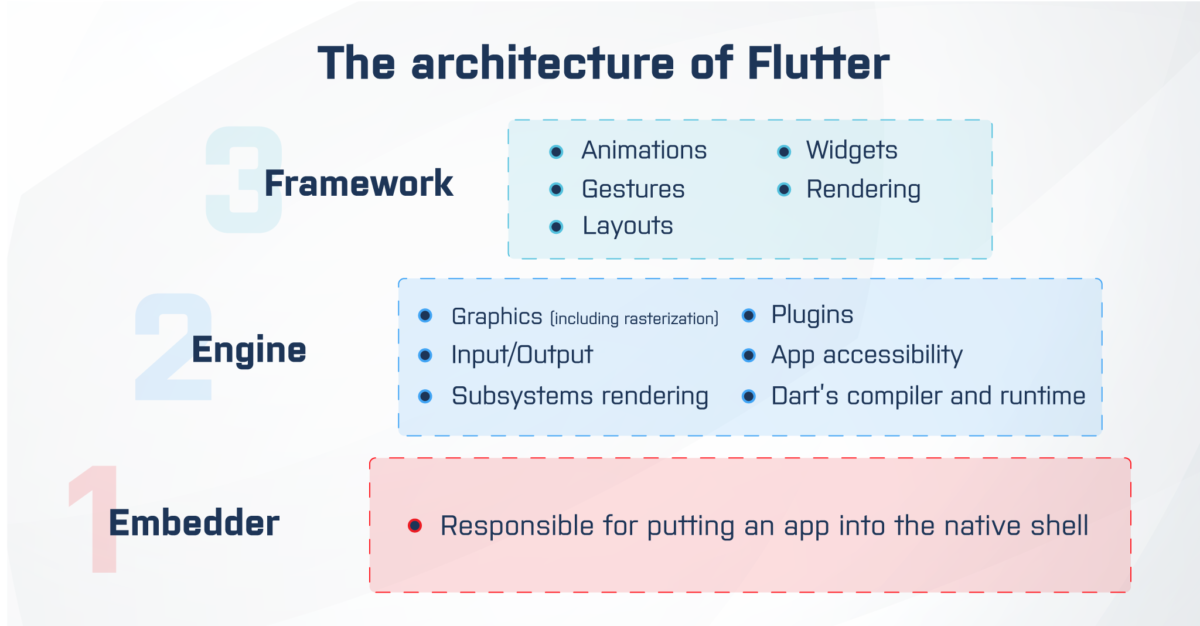 The architecture of Flutter
3
Framework
Animations
Gestures
Layouts
Widgets
Rendering
2
Engine
Graphics (including rasterization)
Input/Output
Subsystems rendering
Plugins
App accessibility
Dart's compiler and runtime
1
Embedder
Responsible for putting an app into the native shell